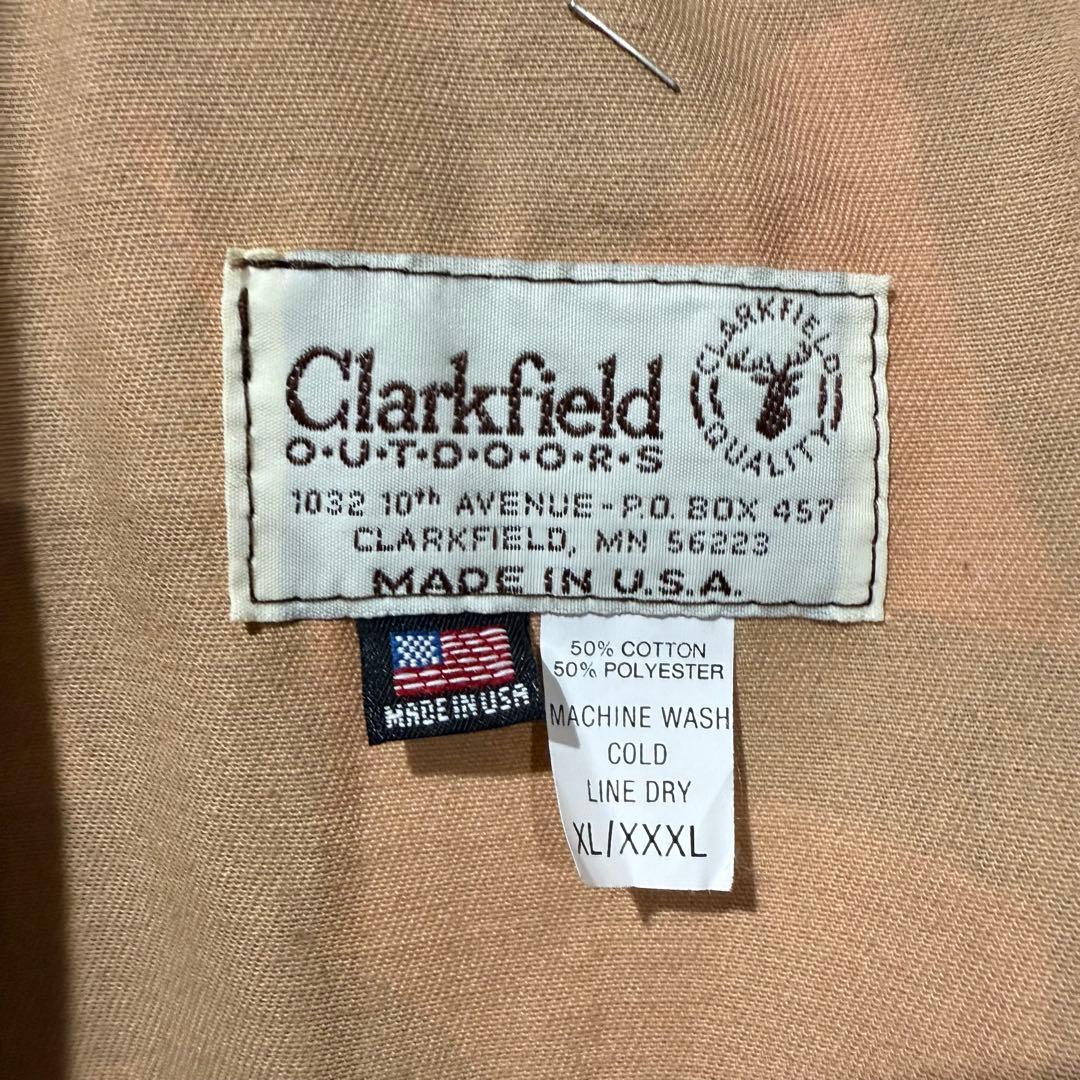 Clarkfield
O·U·T·D·O·O·R·S
CLARKFIELD
QUALITY
1032 10th AVENUE - P.O. BOX 457
CLARKFIELD, MN 56223
MADE IN U.S.A.
MADE IN USA
50% COTTON
50% POLYESTER
MACHINE WASH
COLD
LINE DRY
XL/XXXL